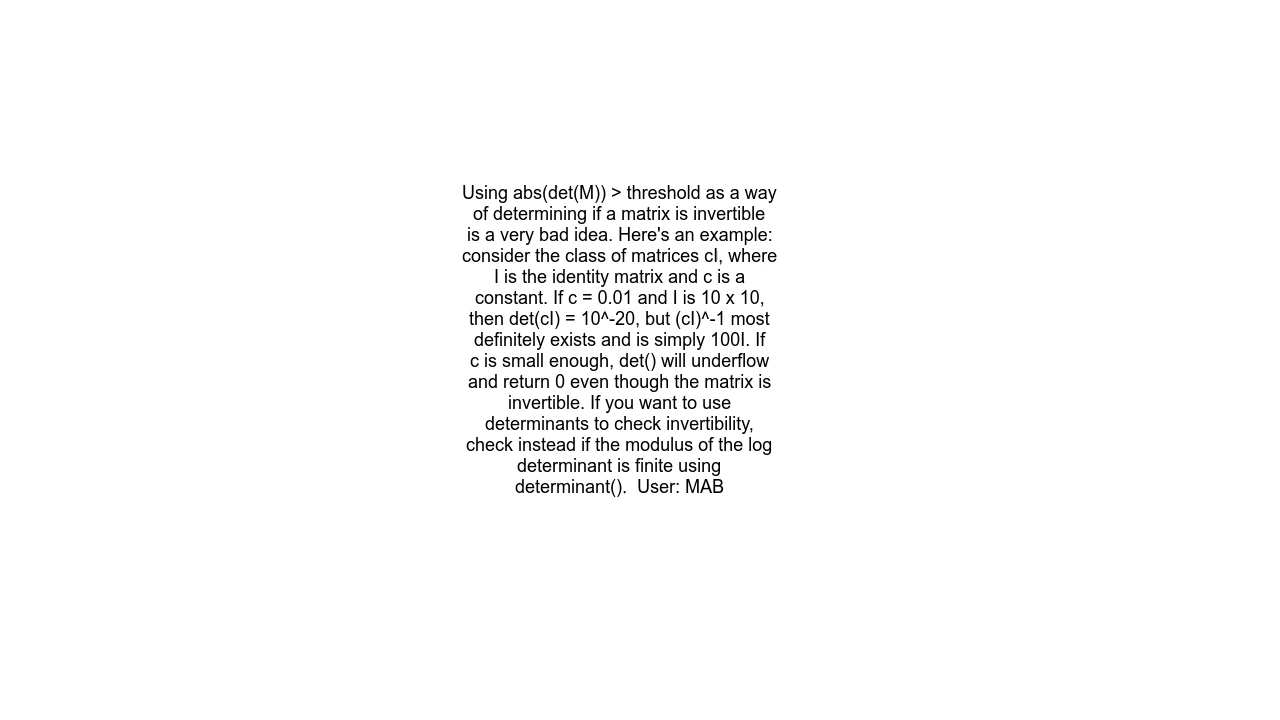 Using abs(det(M)) > threshold as a way
of determining if a matrix is invertible
is a very bad idea. Here's an example:
consider the class of matrices cI, where
I is the identity matrix and c is a
constant. If c = 0.01 and I is 10 x 10,
then det(cI) = 10^-20, but (cI)^-1 most
definitely exists and is simply 100I. If
c is small enough, det() will underflow
and return 0 even though the matrix is
invertible. If you want to use
determinants to check invertibility,
check instead if the modulus of the log
determinant is finite using
determinant().  User: MAB